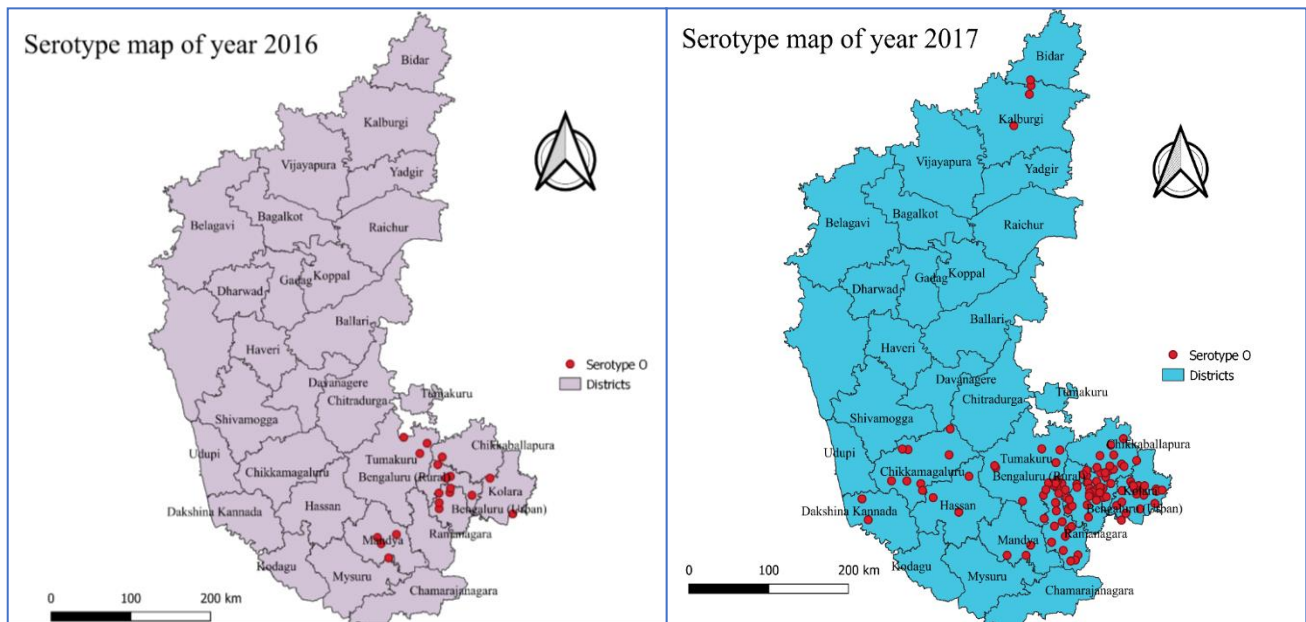 Serotype map of year 2016
Bidar
Kalburgi
Vijayapura
Yadgir
Bagalkot
Belagavi
Raichur
Gadag
Koppal
Dharwad
Ballari
Haveri
Serotype O
Districts
Davanagere
Tumakuru
Chitradurga
Shivamogga
Chikkaballapura
Udupi
Tumakuru
Chikkamagaluru
Bengaluru (Rural)
Kolara
Hassan
Bengaluru (Urban)
Dakshina Kannada
Ramanagara
Mandya
Kodagu
Mysuru
Chamarajanagara
0 100 200 km
Serotype map of year 2017
Bidar
Kalburgi
Vijayapura
Yadgir
Bagalkot
Belagavi
Raichur
Gadag
Koppal
Dharwad
Ballari
Haveri
Serotype O
Districts
Davanagere
Tumakuru
Chitradurga
Shivamogga
Chikkaballapura
Udupi
Tumakuru
Chikkamagaluru
Bengaluru (Rural)
Kolara
Hassan
Bengaluru (Urban)
Dakshina Kannada
Ramanagara
Mandya
Kodagu
Mysuru
Chamarajanagara
0 100 200 km